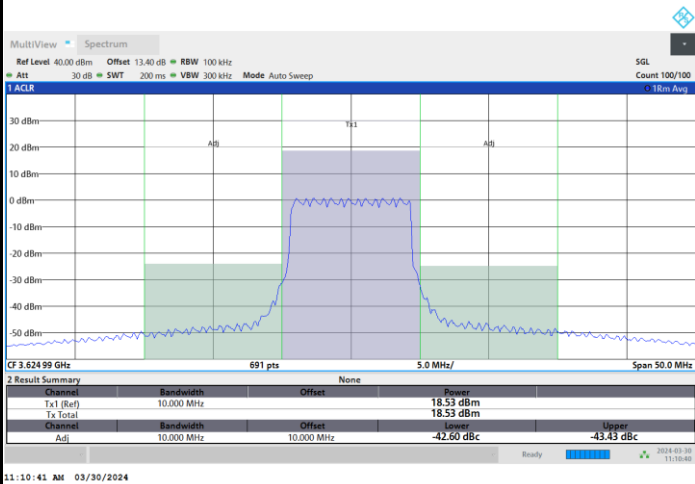 MultiView Spectrum
Ref Level 40.00 dBm Offset 13.40 dB RBW 100 kHz SGL
Att 30 dB SWT 200 ms VBW 300 kHz Mode Auto Sweep Count 100/100
1 ACLR 1Rm Avg
Tx1
Adj Adj
30 dBm
20 dBm
10 dBm
0 dBm
-10 dBm
-20 dBm
-30 dBm
-40 dBm
-50 dBm
CF 3.624 99 GHz 691 pts 5.0 MHz/ Span 50.0 MHz
2 Result Summary None
Channel Bandwidth Offset Power
Tx1 (Ref) 10.000 MHz 18.53 dBm
Tx Total 18.53 dBm
Channel Bandwidth Offset Lower Upper
Adj 10.000 MHz 10.000 MHz -42.60 dBc -43.43 dBc
Ready 2024-03-30
11:10:40
11:10:41 AM 03/30/2024